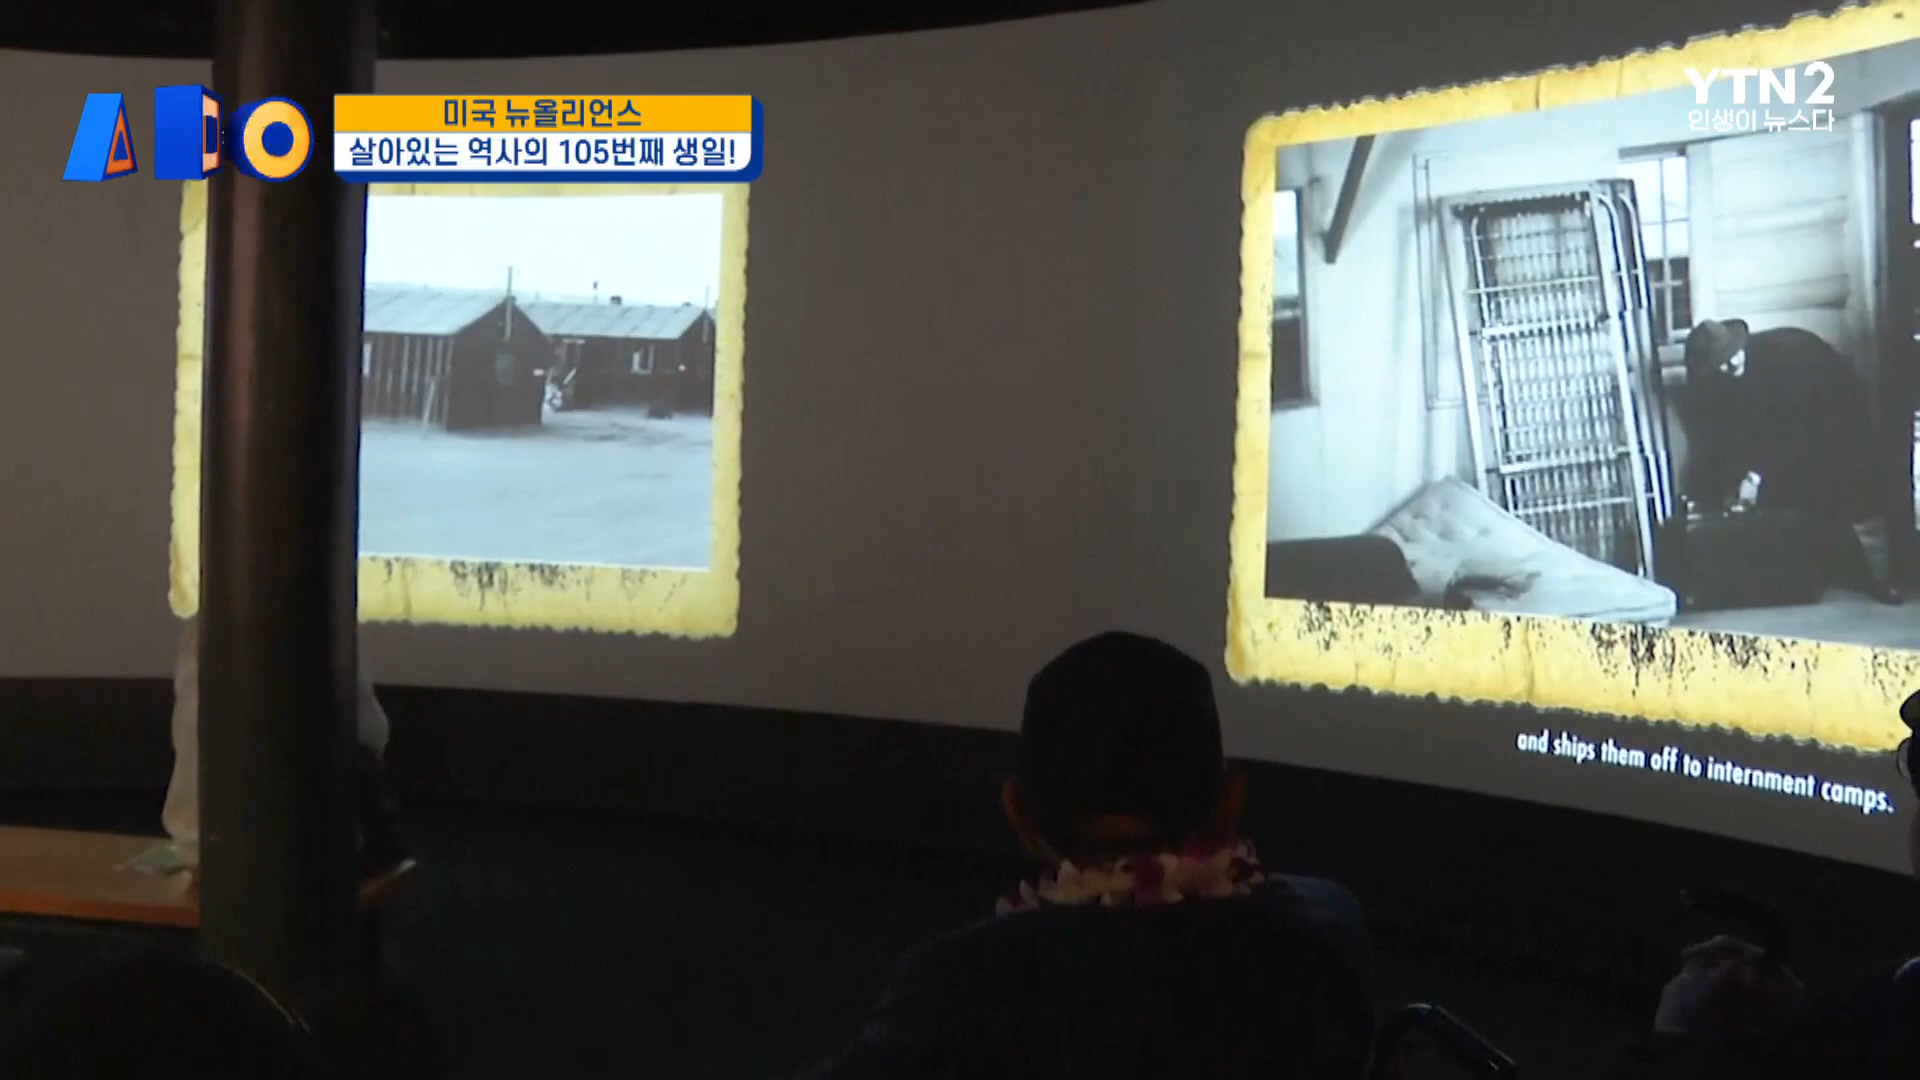 미국 뉴올리언스
살아있는 역사의 105번째 생일!
YTN2
인생이 뉴스다
and ships them off to internment camps.